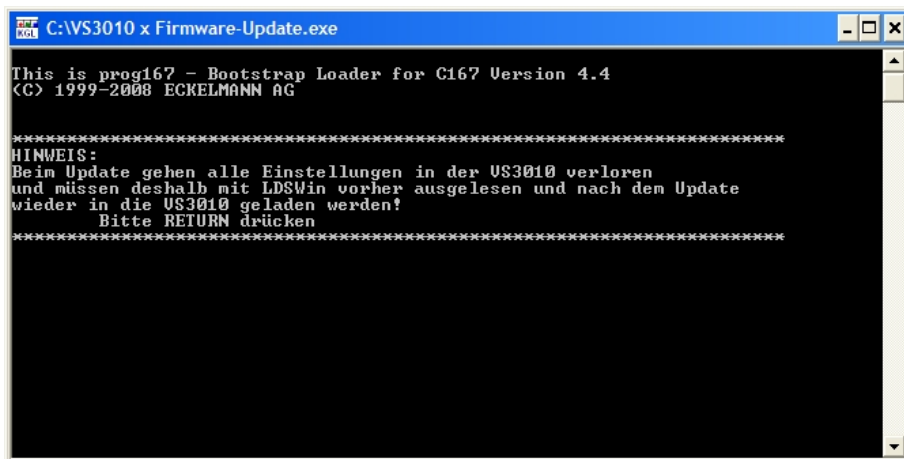 C:\VS3010 x Firmware-Update.exe
This is prog167 - Bootstrap Loader for C167 Version 4.4
(C) 1999-2008 ECKELMANN AG
**********************************************************************
HINWEIS:
Beim Update gehen alle Einstellungen in der VS3010 verloren
und müssen deshalb mit LDSWin vorher ausgelesen und nach dem Update
wieder in die VS3010 geladen werden!
Bitte RETURN drücken
**********************************************************************